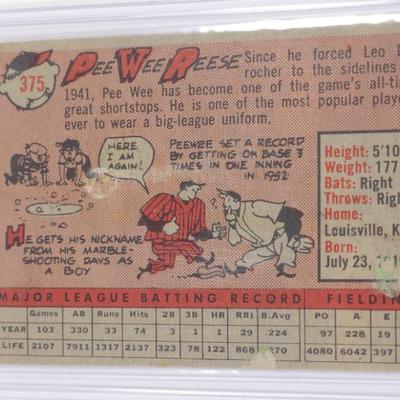 375
PEE WEE REESE
Since he forced Leo
rocher to the sidelines
1941, Pee Wee has become one of the game's all-tim
great shortstops. He is one of the most popular playe
ever to wear a big-league uniform.
HERE
I AM
AGAIN!
PEEWEE SET A RECORD
BY GETTING ON BASE 3
TIMES IN ONE INNING
IN 1952
HE GETS HIS NICKNAME
FROM HIS MARBLE-
SHOOTING DAYS AS
A BOY
Height: 5'10
Weight: 177
Bats: Right
Throws: Righ
Home:
Louisville, K
Born:
July 23, 19
MAJOR LEAGUE BATTING RECORD FIELDIN
Games AB Runs Hits 2B 3B HR RBI B.Avg PO A E
YEAR 103 330 33 74 3 1 1 29 .224 97 228 19
LIFE 2107 7911 1317 2137 323 78 122 868 .270 4080 6042 397